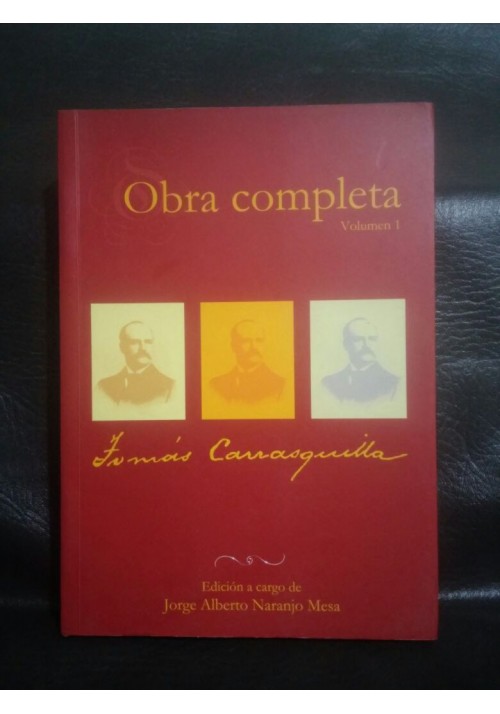 Obra completa
Volumen 1
Tomás Carrasquilla
Edición a cargo de
Jorge Alberto Naranjo Mesa